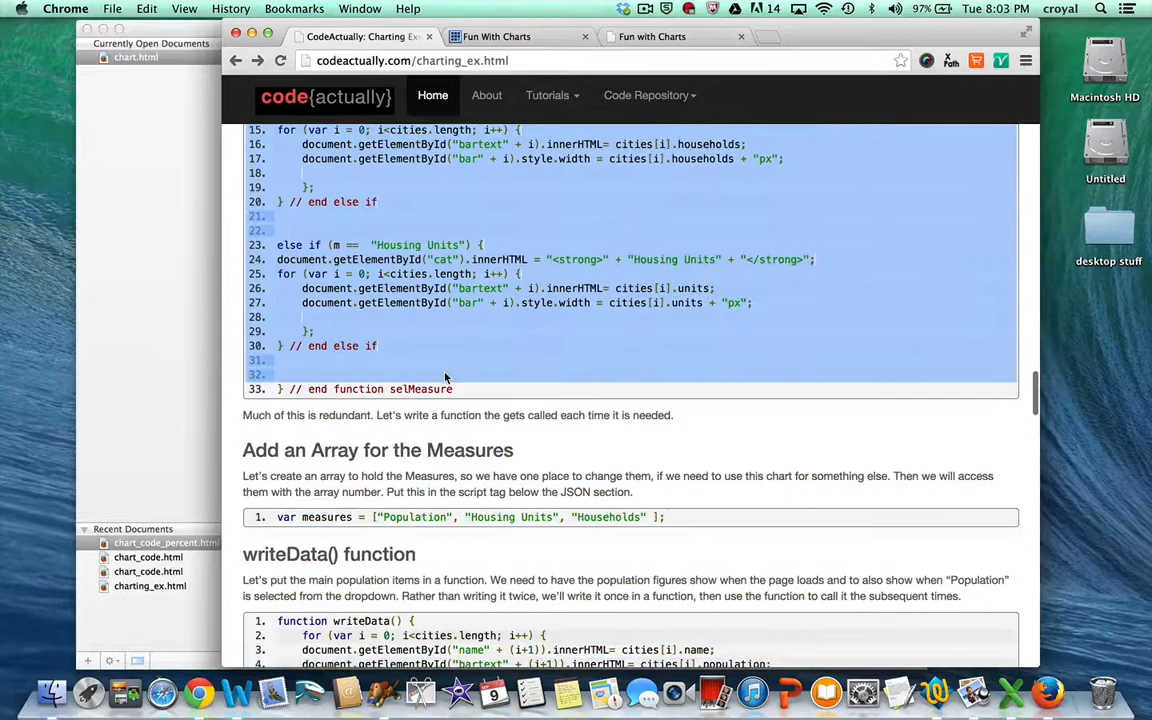 Chrome File Edit View History Bookmarks Window Help 14 97% Tue 8:03 PM croyal
Currently Open Documents
chart.html
Recent Documents
chart_code_percent.html
chart_code.html
chart_code.html
charting_ex.html
CodeActually: Charting Ex
Fun With Charts
Fun with Charts
codeactually.com/charting_ex.html
X Path
code{actually} Home About Tutorials Code Repository
15. for (var i = 0; i<cities.length; i++) {
16. document.getElementById("bartext" + i).innerHTML= cities[i].households;
17. document.getElementById("bar" + i).style.width = cities[i].households + "px";
18.
19. };
20. } // end else if
21.
22.
23. else if (m == "Housing Units") {
24. document.getElementById("cat").innerHTML = "<strong>" + "Housing Units" + "</strong>";
25. for (var i = 0; i<cities.length; i++) {
26. document.getElementById("bartext" + i).innerHTML= cities[i].units;
27. document.getElementById("bar" + i).style.width = cities[i].units + "px";
28.
29. };
30. } // end else if
31.
32.
33. } // end function selMeasure
Much of this is redundant. Let's write a function the gets called each time it is needed.
Add an Array for the Measures
Let's create an array to hold the Measures, so we have one place to change them, if we need to use this chart for something else. Then we will access
them with the array number. Put this in the script tag below the JSON section.
1. var measures = ["Population", "Housing Units", "Households" ];
writeData() function
Let's put the main population items in a function. We need to have the population figures show when the page loads and to also show when “Population”
is selected from the dropdown. Rather than writing it twice, we'll write it once in a function, then use the function to call it the subsequent times.
1. function writeData() {
2. for (var i = 0; i<cities.length; i++) {
3. document.getElementById("name" + (i+1)).innerHTML= cities[i].name;
4. document.getElementById("bartext" + (i+1)).innerHTML= cities[i].population;
Macintosh HD
Untitled
desktop stuff